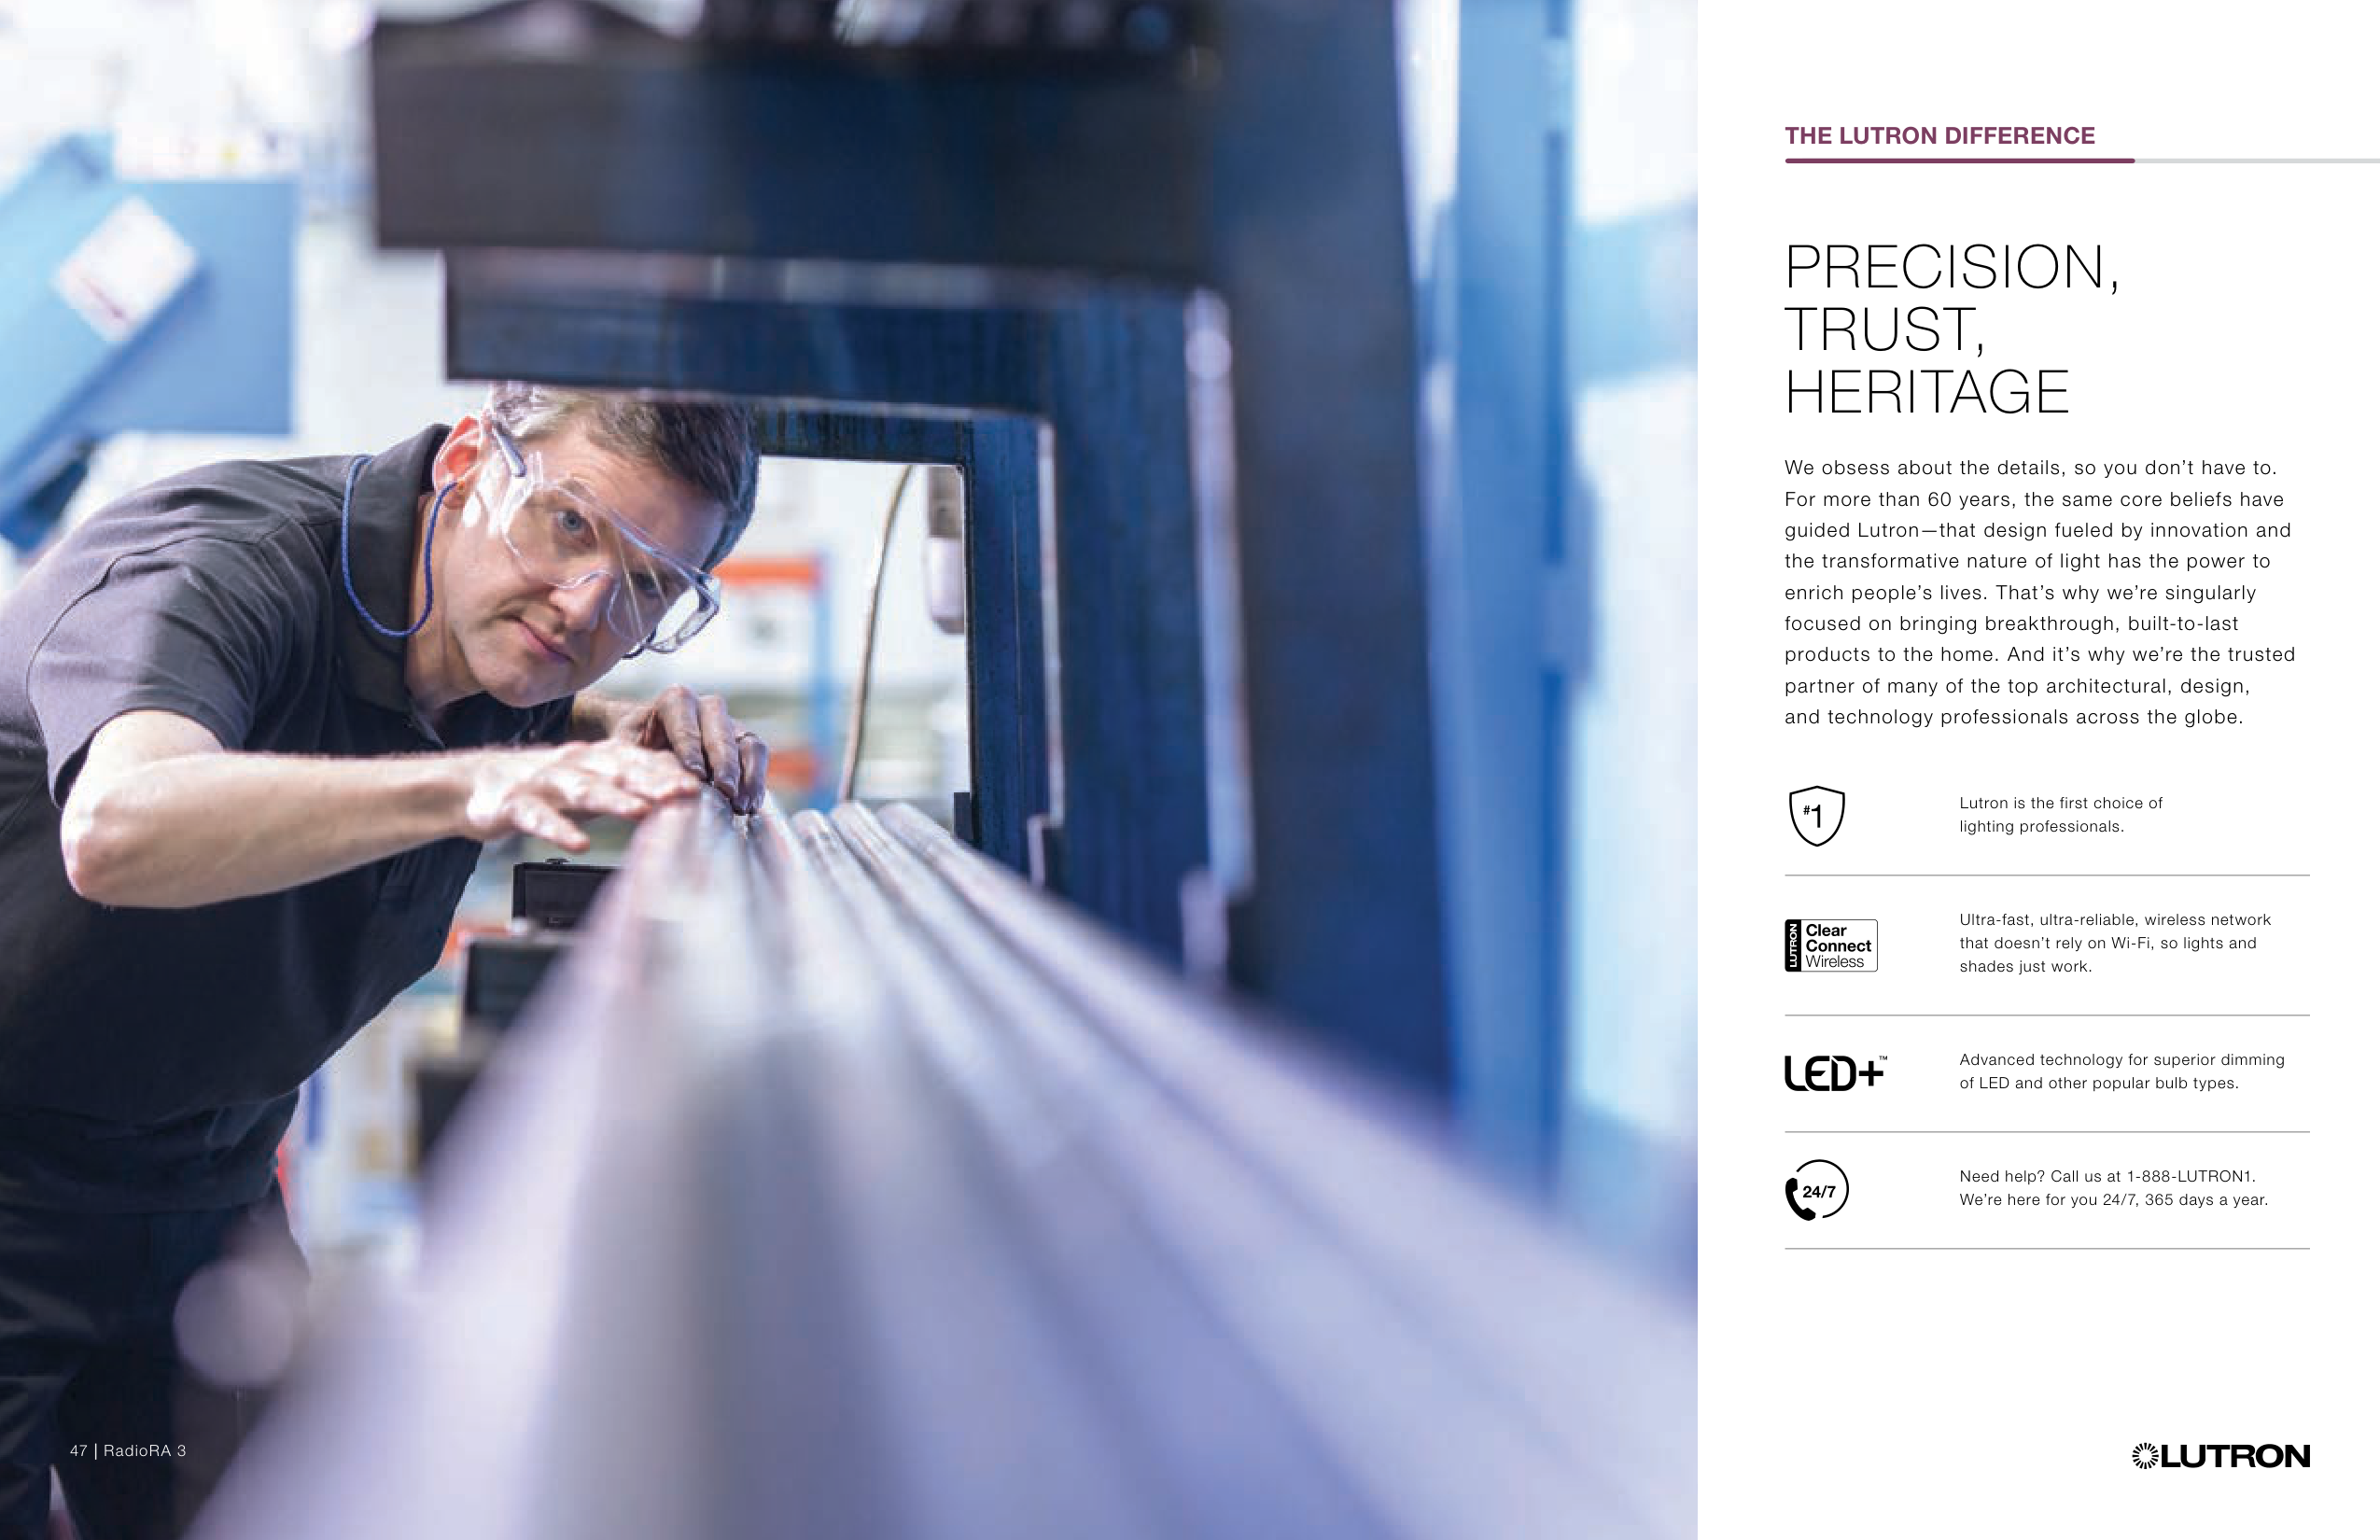 THE LUTRON DIFFERENCE
PRECISION,
TRUST,
HERITAGE
We obsess about the details, so you don’t have to.
For more than 60 years, the same core beliefs have
guided Lutron—that design fueled by innovation and
the transformative nature of light has the power to
enrich people’s lives. That’s why we’re singularly
focused on bringing breakthrough, built-to-last
products to the home. And it’s why we’re the trusted
partner of many of the top architectural, design,
and technology professionals across the globe.
#1
Lutron is the first choice of
lighting professionals.
LUTRON
Clear
Connect
Wireless
Ultra-fast, ultra-reliable, wireless network
that doesn’t rely on Wi-Fi, so lights and
shades just work.
LED+™
Advanced technology for superior dimming
of LED and other popular bulb types.
24/7
Need help? Call us at 1-888-LUTRON1.
We’re here for you 24/7, 365 days a year.
47 | RadioRA 3
LUTRON